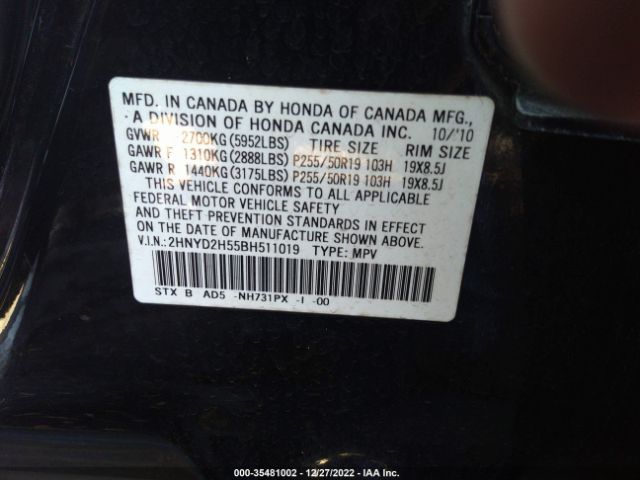 MFD. IN CANADA BY HONDA OF CANADA MFG.,
A DIVISION OF HONDA CANADA INC. 10/'10
GVWR 2700KG(5952LBS) TIRE SIZE RIM SIZE
GAWR F 1310KG(2888LBS) P255/50R19 103H 19X8.5J
GAWR R 1440KG(3175LBS) P255/50R19 103H 19X8.5J
THIS VEHICLE CONFORMS TO ALL APPLICABLE
FEDERAL MOTOR VEHICLE SAFETY
AND THEFT PREVENTION STANDARDS IN EFFECT
ON THE DATE OF MANUFACTURE SHOWN ABOVE.
V.I.N.:2HNYD2H55BH511019 TYPE: MPV
STX B AD5 -NH731PX -I -00
000-35481002 - 12/27/2022 - IAA Inc.